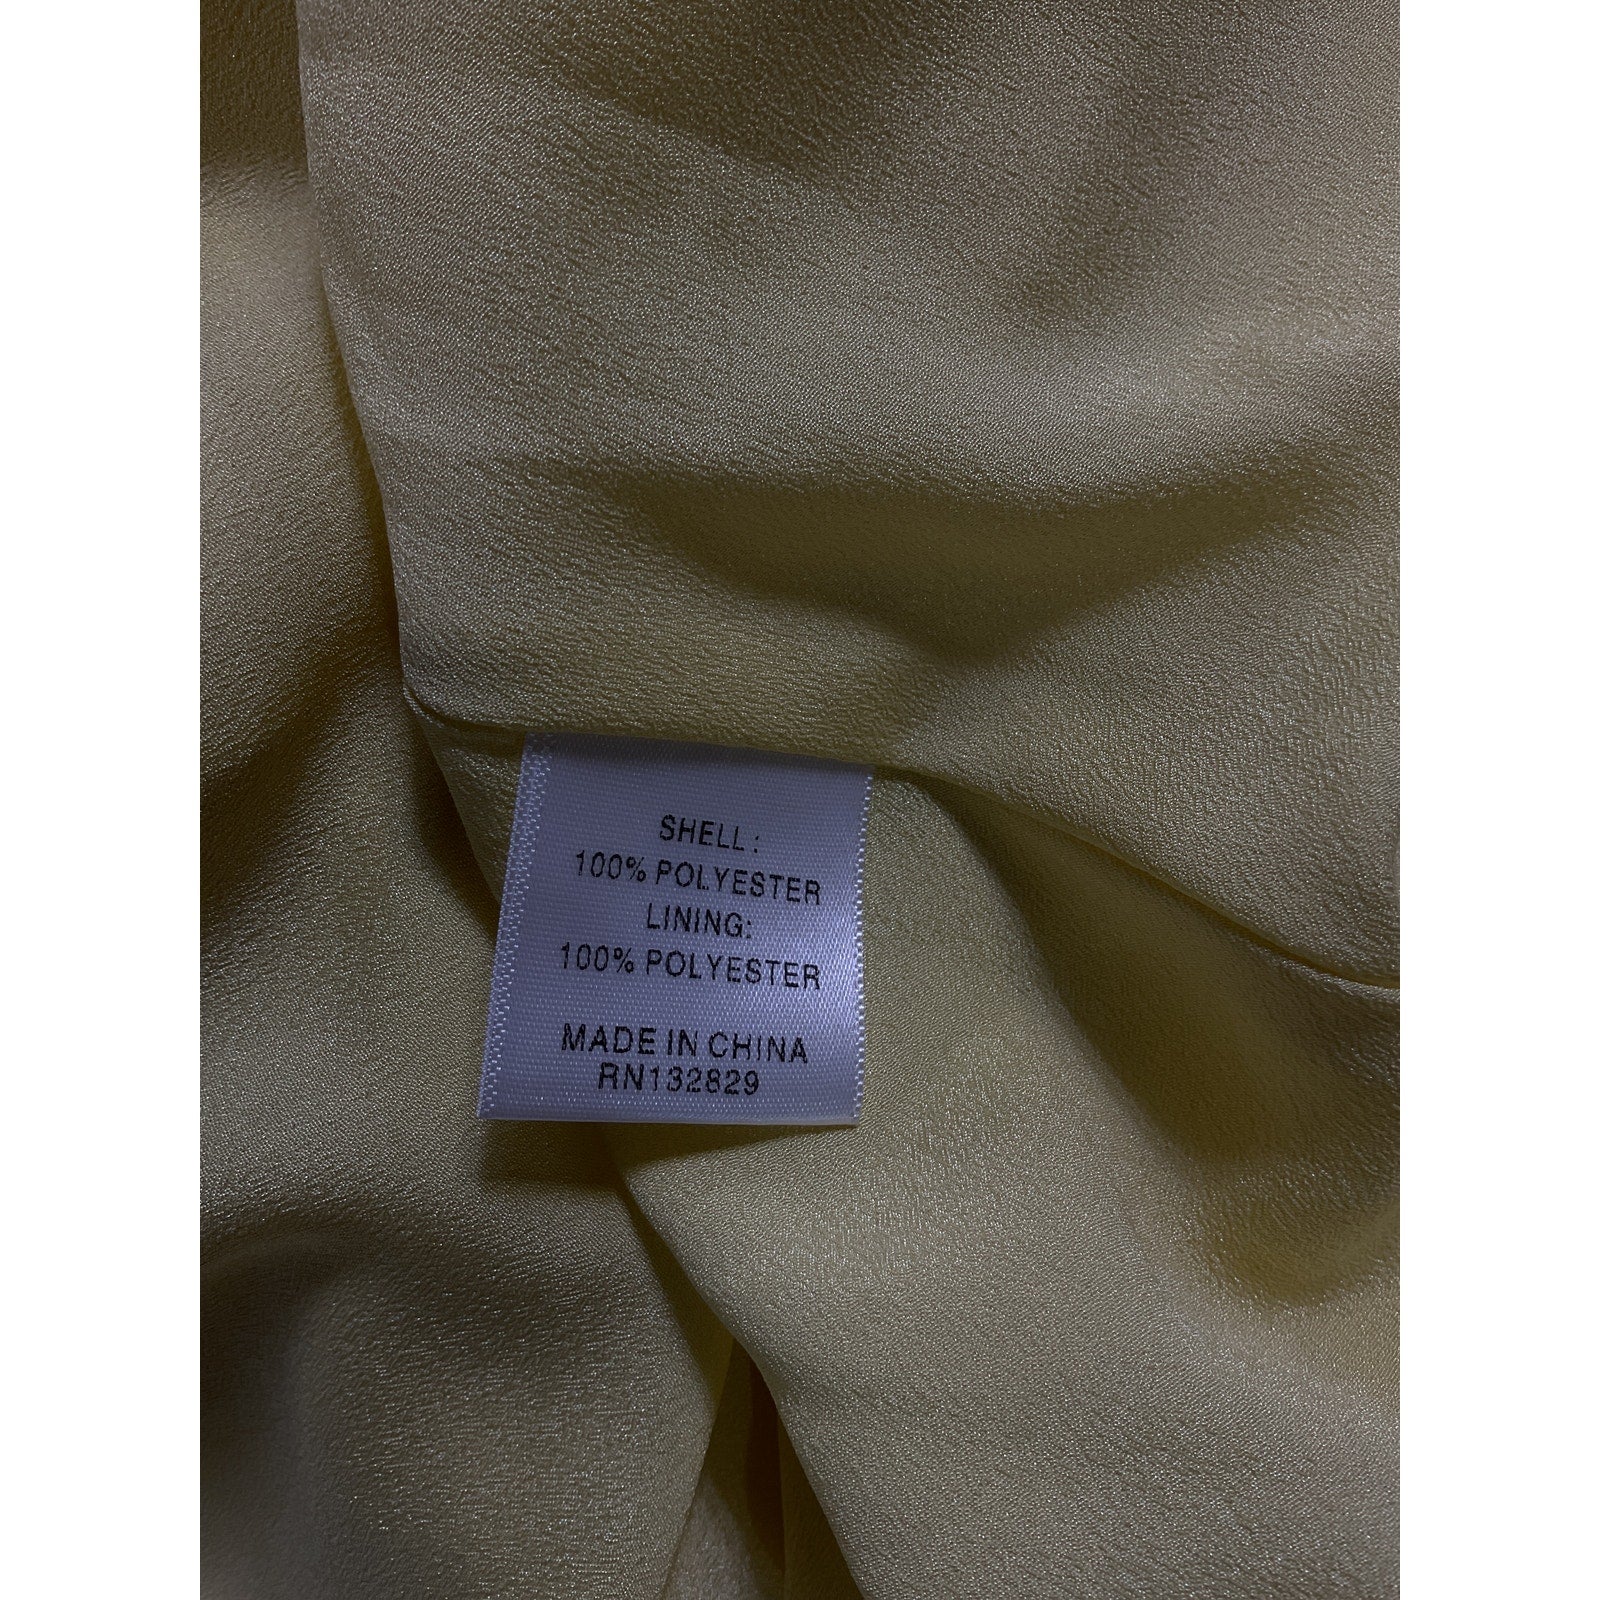 SHELL:
100% POLYESTER
LINING:
100% POLYESTER
MADE IN CHINA
RN132829